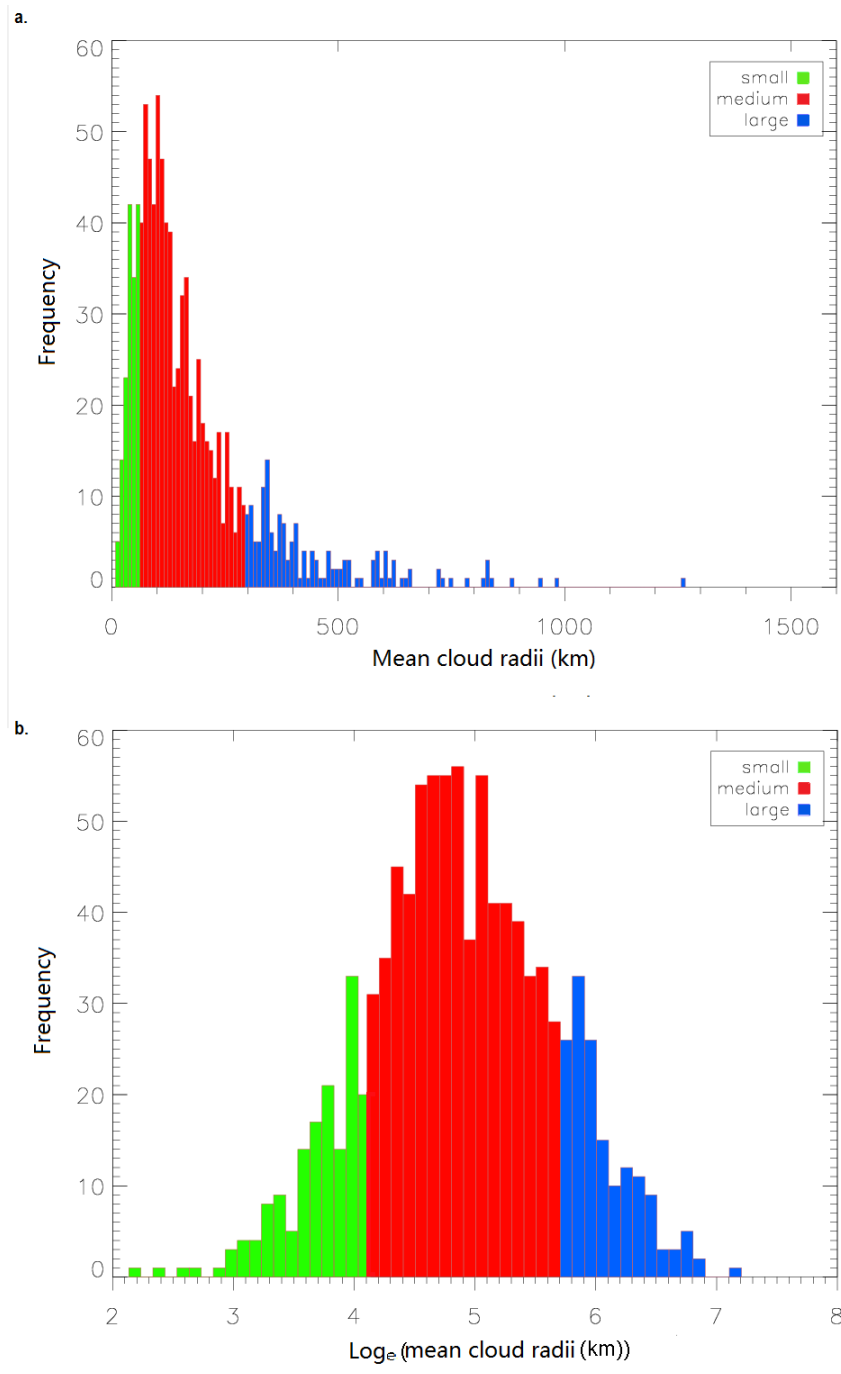 a.
60
50
40
30
20
10
0
Frequency
small
medium
large
0 500 1000 1500
Mean cloud radii (km)
b.
60
50
40
30
20
10
0
Frequency
small
medium
large
2 3 4 5 6 7 8
Logₑ (mean cloud radii (km))